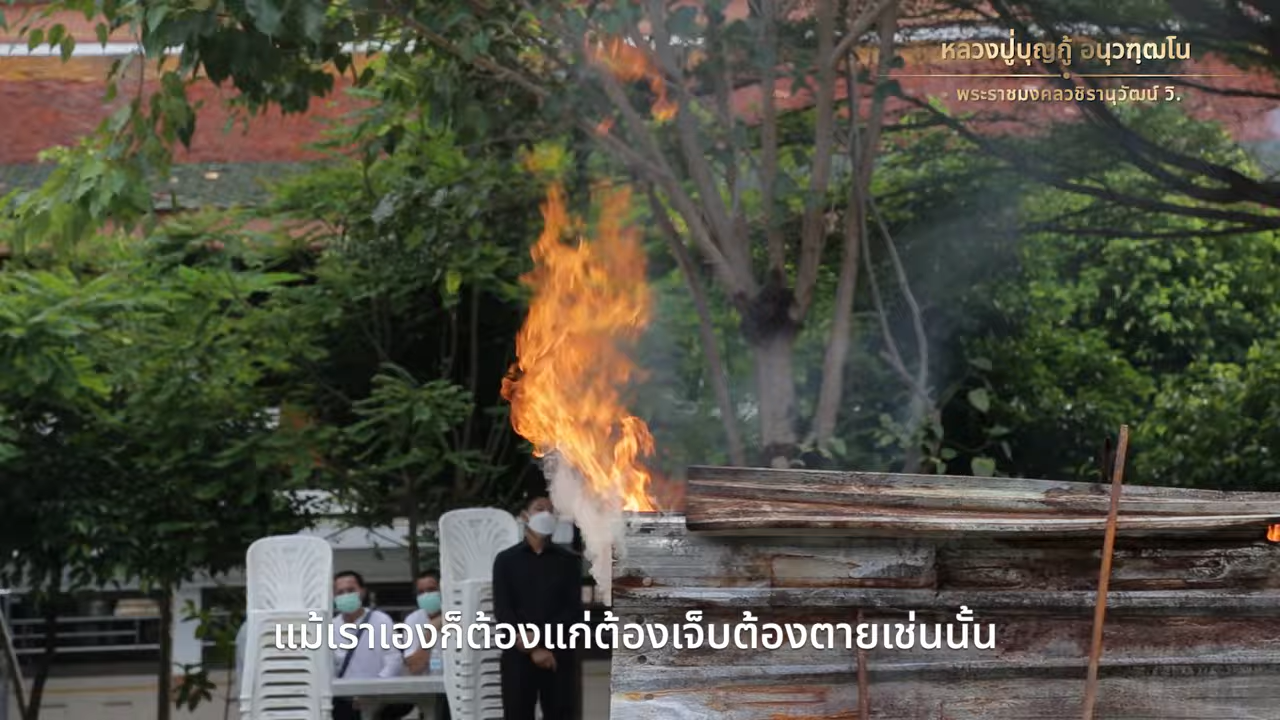 หลวงปู่บุญกู้ อนุวฑฺฒโน
พระราชมงคลวชิรานุวัฒน์ วิ.
แม้เราเองก็ต้องแก่ต้องเจ็บต้องตายเช่นนั้น